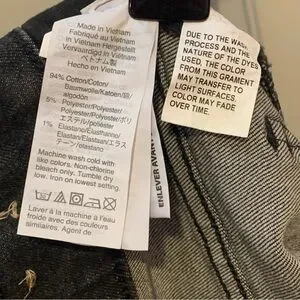 Made in Vietnam
Fabriqué au Vietnam
In Vietnam Hergestellt
Vervaardigd in Vietnam
ベトナム製
Hecho en Vietnam
94% Cotton/Coton/
Baumwolle/Katoen/綿/
algodón
5% Polyester/Polyester/
Polyester/Polyester/ポリ
エステル/poliéster
1% Elastane/Élasthanne/
Elastan/Elastaan/エラス
テーン/elastano
Machine wash cold with
like colors. Non-chlorine
bleach only. Tumble dry
low. Iron on lowest setting.
Laver à la machine à l'eau
froide avec des couleurs
similaires. Agent de
ENLEVER AVANT
DUE TO THE WASH
PROCESS AND THE
NATURE OF THE DYES
USED, THE COLOR
FROM THIS GRAMENT
MAY TRANSFER TO
LIGHT SURFACES.
COLOR MAY FADE
OVER TIME.